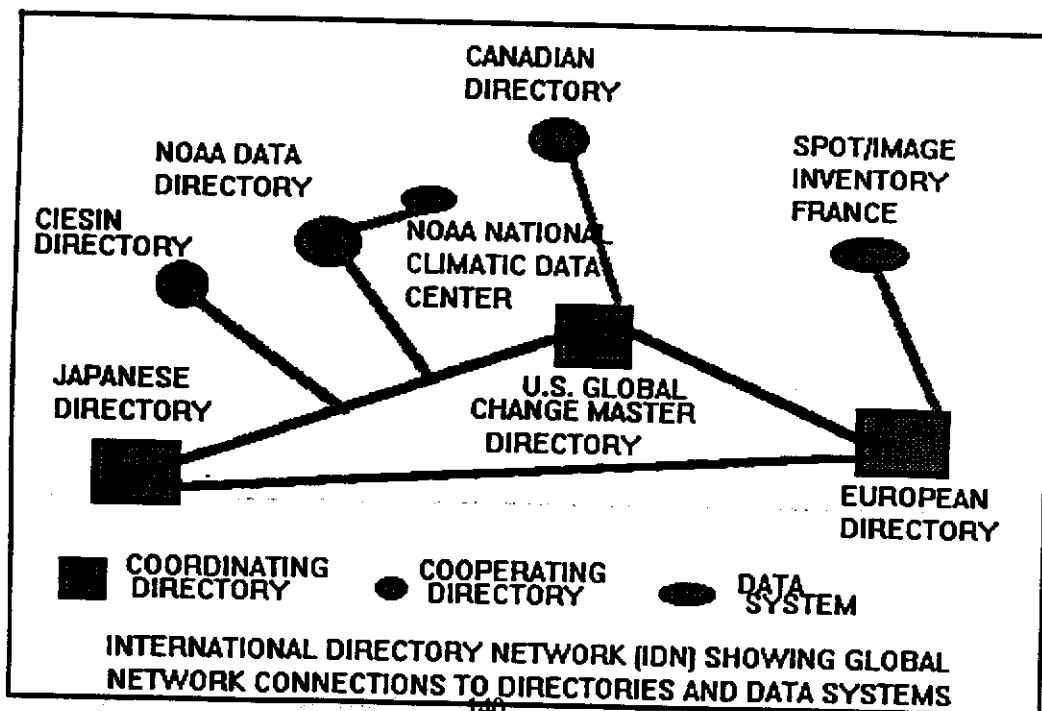 CANADIAN
DIRECTORY
NOAA DATA
DIRECTORY
SPOT/IMAGE
INVENTORY
FRANCE
CIESIN
DIRECTORY
NOAA NATIONAL
CLIMATIC DATA
CENTER
JAPANESE
DIRECTORY
U.S. GLOBAL
CHANGE MASTER
DIRECTORY
EUROPEAN
DIRECTORY
COORDINATING
DIRECTORY
COOPERATING
DIRECTORY
DATA
SYSTEM
INTERNATIONAL DIRECTORY NETWORK (IDN) SHOWING GLOBAL
NETWORK CONNECTIONS TO DIRECTORIES AND DATA SYSTEMS